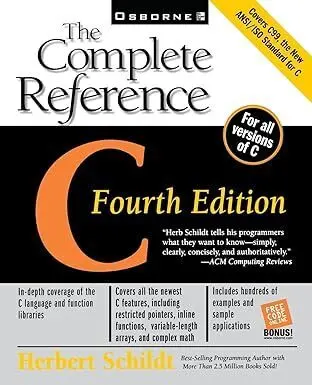 OSBORNE
Covers C99, the New
ANSI/ISO Standard for C
The
Complete
Reference
For all
versions of C
C
Fourth Edition
"Herb Schildt tells his programmers
what they want to know—simply,
clearly, concisely, and authoritatively."
—ACM Computing Reviews
In-depth coverage of the
C language and function
libraries
Covers all the newest
C features, including
restricted pointers, inline
functions, variable-length
arrays, and complex math
Includes hundreds of
examples and
sample
applications
FREE
CODE
ONLINE
BONUS!
www.osborne.com
Herbert Schildt
Best-Selling Programming Author with
More Than 2.5 Million Books Sold!